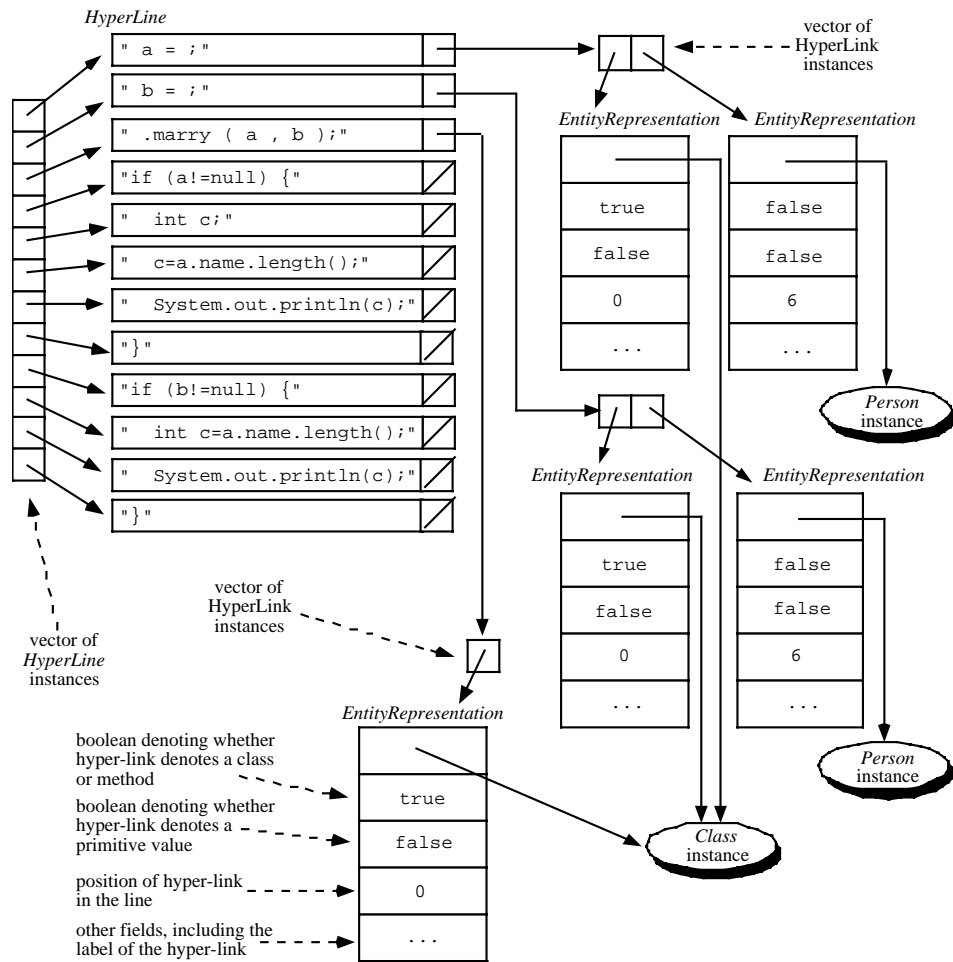 HyperLine
" a = ;"
" b = ;"
" .marry ( a , b );"
"if (a!=null) {"
"  int c;"
"  c=a.name.length();"
"  System.out.println(c);"
"}"
"if (b!=null) {"
"  int c=a.name.length();"
"  System.out.println(c);"
"}"
vector of
HyperLink
instances
EntityRepresentation
true
false
0
...
EntityRepresentation
false
false
6
...
Person
instance
EntityRepresentation
true
false
0
...
EntityRepresentation
false
false
6
...
Person
instance
vector of
HyperLine
instances
vector of
HyperLink
instances
EntityRepresentation
boolean denoting whether
hyper-link denotes a class
or method
true
boolean denoting whether
hyper-link denotes a
primitive value
false
position of hyper-link
in the line
0
other fields, including the
label of the hyper-link
...
Class
instance